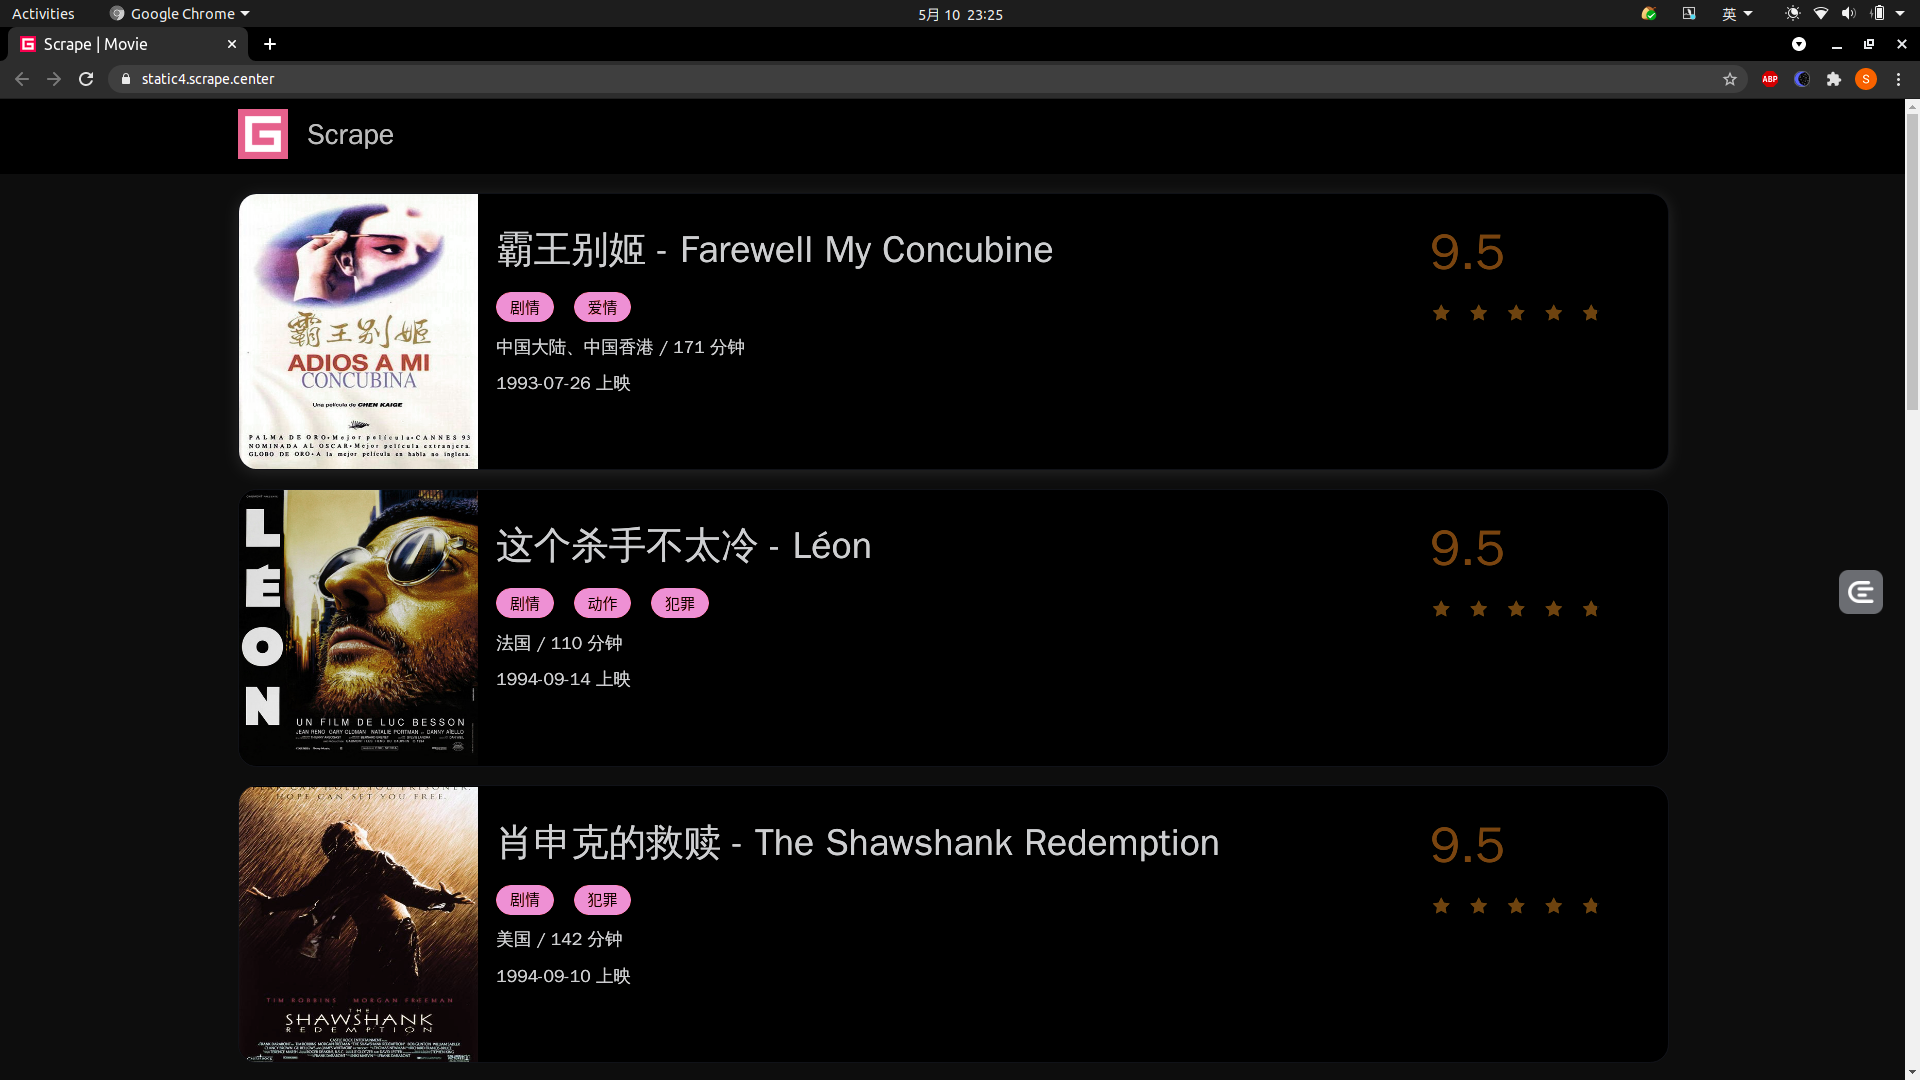 Activities
Google Chrome
5月 10 23:25
英
Scrape | Movie
static4.scrape.center
ABP
S
Scrape
霸王别姬 - Farewell My Concubine
9.5
剧情 爱情
中国大陆、中国香港 / 171 分钟
1993-07-26 上映
霸王别姬
ADIOS A MI
CONCUBINA
Una película de CHEN KAIGE
PALMA DE ORO•Mejor película•CANNES 93
NOMINADA AL OSCAR•Mejor película extranjera.
GLOBO DE ORO•A la mejor película en habla no inglesa.
这个杀手不太冷 - Léon
9.5
剧情 动作 犯罪
法国 / 110 分钟
1994-09-14 上映
LÉON
UN FILM DE LUC BESSON
JEAN RENO GARY OLDMAN NATALIE PORTMAN DANNY AIELLO
肖申克的救赎 - The Shawshank Redemption
9.5
剧情 犯罪
美国 / 142 分钟
1994-09-10 上映
HOPE CAN SET YOU FREE.
TIM ROBBINS MORGAN FREEMAN
THE
SHAWSHANK
REDEMPTION